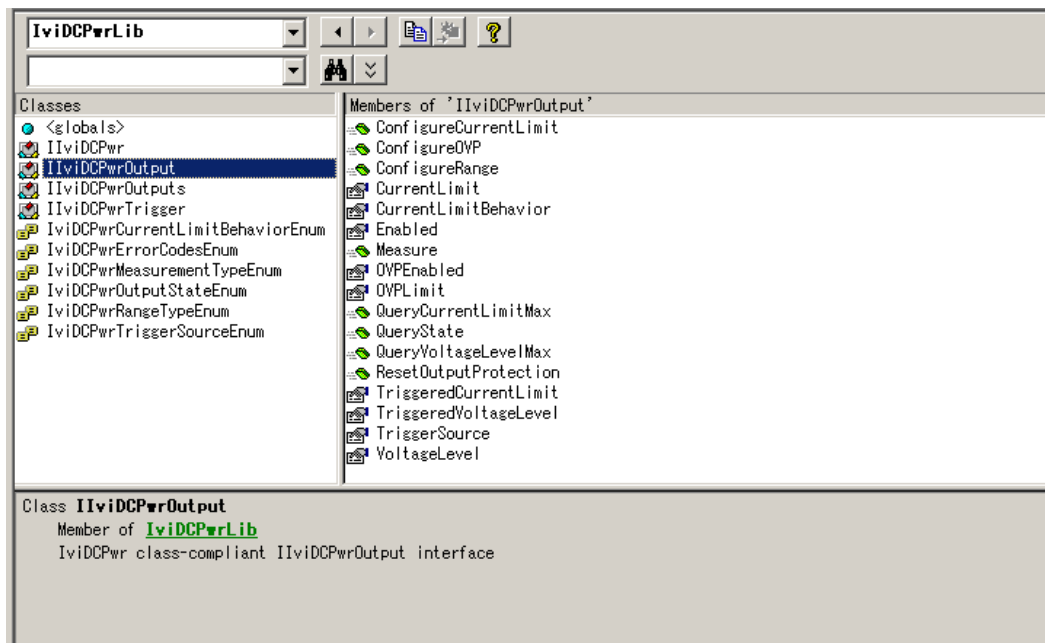 IviDCPwrLib
Classes
<globals>
IIviDCPwr
IIviDCPwrOutput
IIviDCPwrOutputs
IIviDCPwrTrigger
IviDCPwrCurrentLimitBehaviorEnum
IviDCPwrErrorCodesEnum
IviDCPwrMeasurementTypeEnum
IviDCPwrOutputStateEnum
IviDCPwrRangeTypeEnum
IviDCPwrTriggerSourceEnum
Members of 'IIviDCPwrOutput'
ConfigureCurrentLimit
ConfigureOVP
ConfigureRange
CurrentLimit
CurrentLimitBehavior
Enabled
Measure
OVPEnabled
OVPLimit
QueryCurrentLimitMax
QueryState
QueryVoltageLevelMax
ResetOutputProtection
TriggeredCurrentLimit
TriggeredVoltageLevel
TriggerSource
VoltageLevel
Class IIviDCPwrOutput
Member of IviDCPwrLib
IviDCPwr class-compliant IIviDCPwrOutput interface